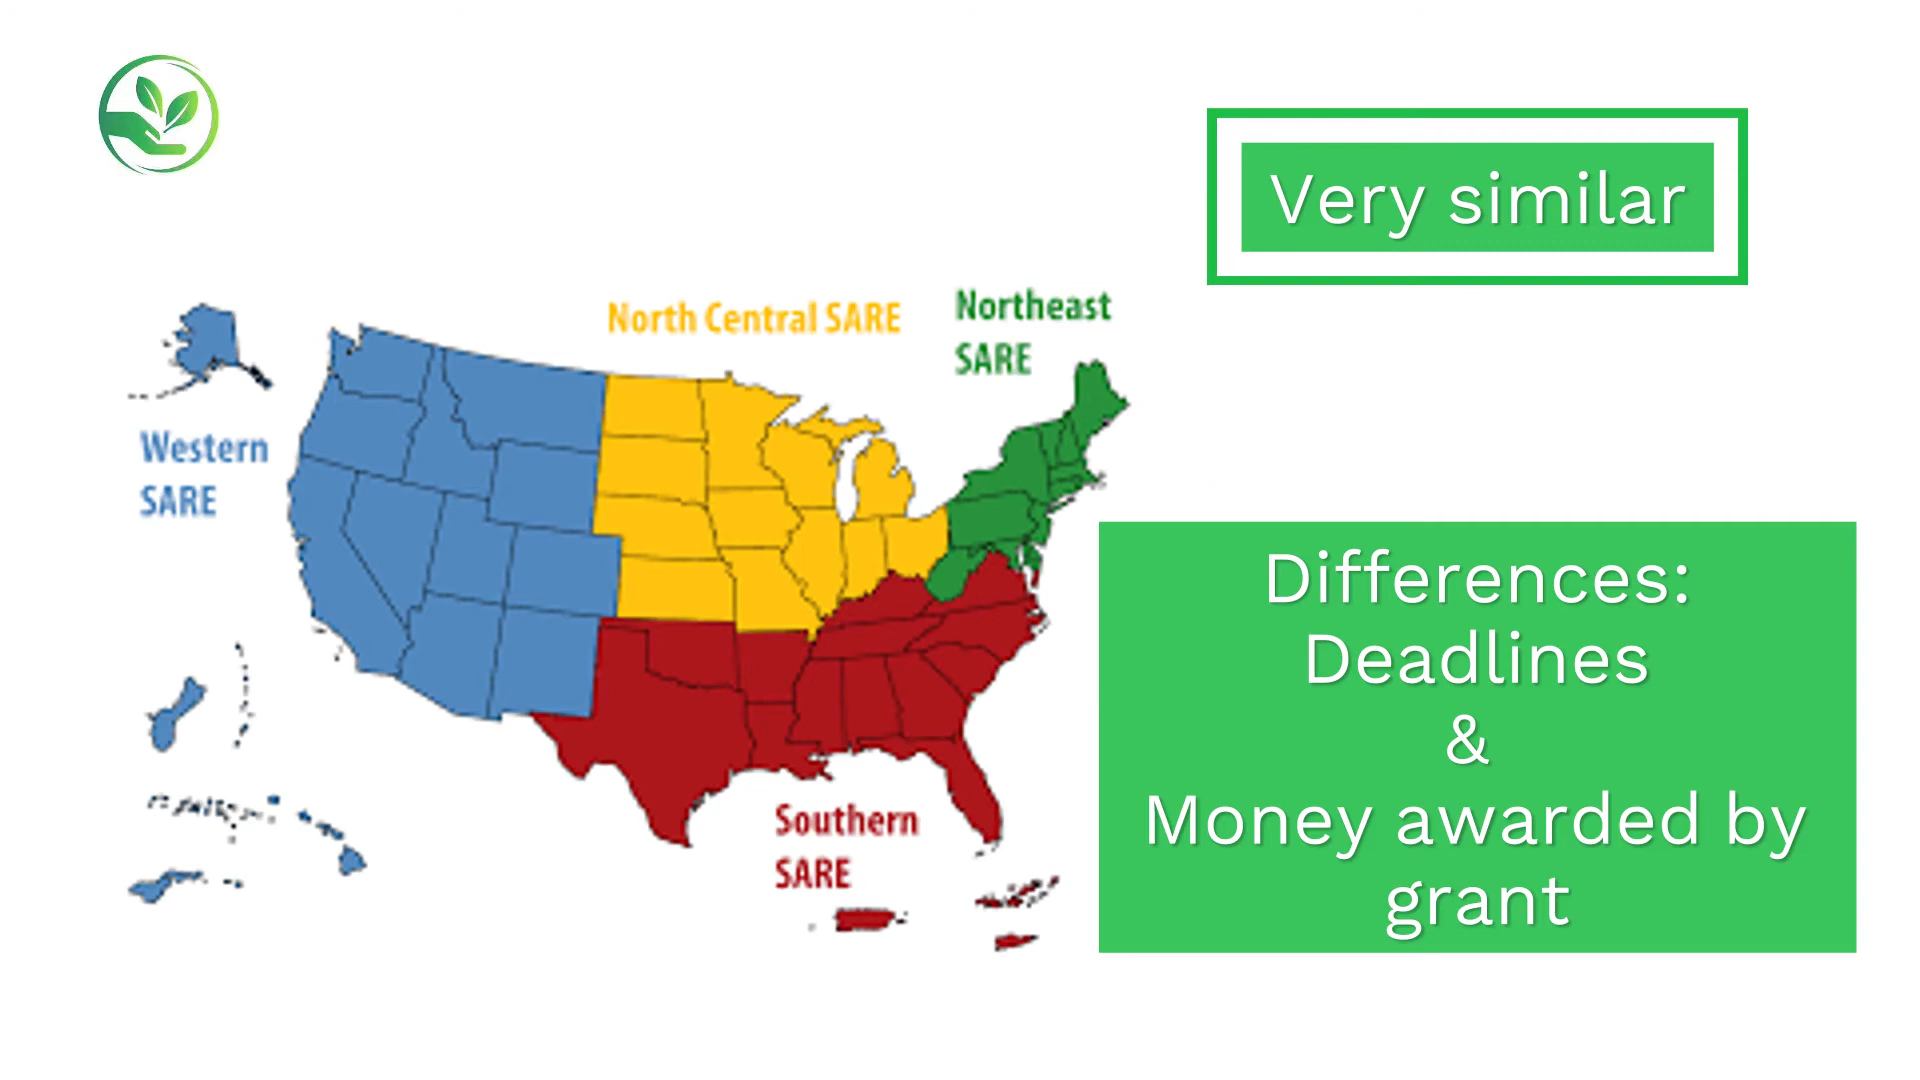 Very similar
North Central SARE
Northeast
SARE
Western
SARE
Southern
SARE
Differences:
Deadlines
&
Money awarded by
grant